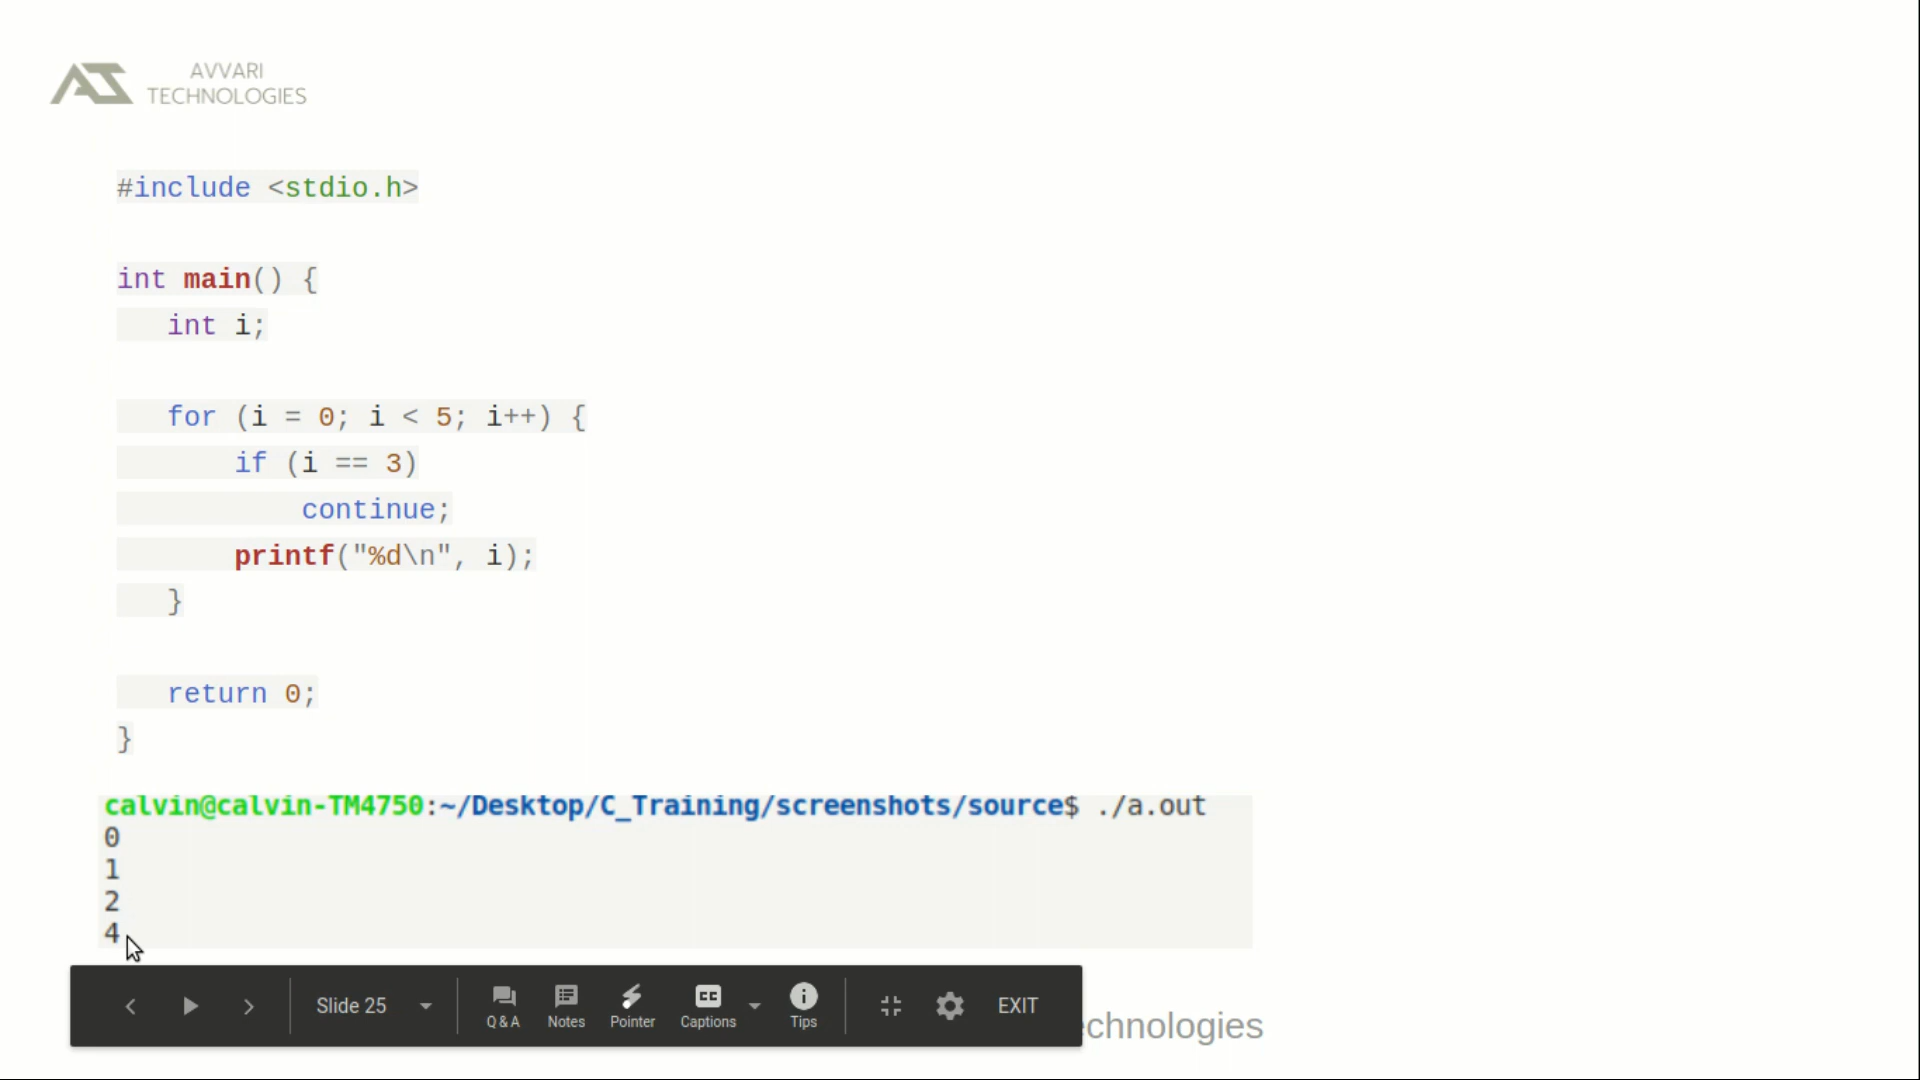 AVVARI
TECHNOLOGIES
#include <stdio.h>
int main() {
int i;
for (i = 0; i < 5; i++) {
if (i == 3)
continue;
printf("%d\n", i);
}
return 0;
}
calvin@calvin-TM4750:~/Desktop/C_Training/screenshots/source$ ./a.out
0
1
2
4
Slide 25
Q & A
Notes
Pointer
Captions
Tips
EXIT
echnologies